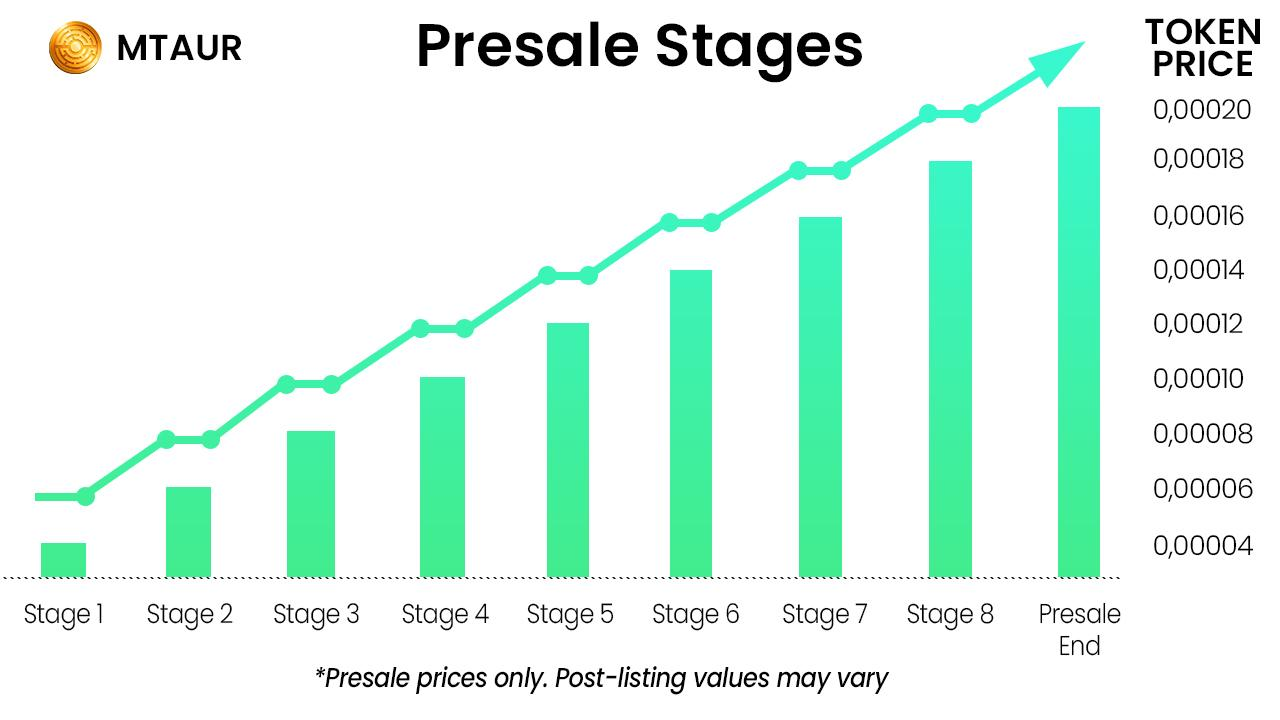 MTAUR
Presale Stages
TOKEN
PRICE
0,00020
0,00018
0,00016
0,00014
0,00012
0,00010
0,00008
0,00006
0,00004
Stage 1
Stage 2
Stage 3
Stage 4
Stage 5
Stage 6
Stage 7
Stage 8
Presale
End
*Presale prices only. Post-listing values may vary